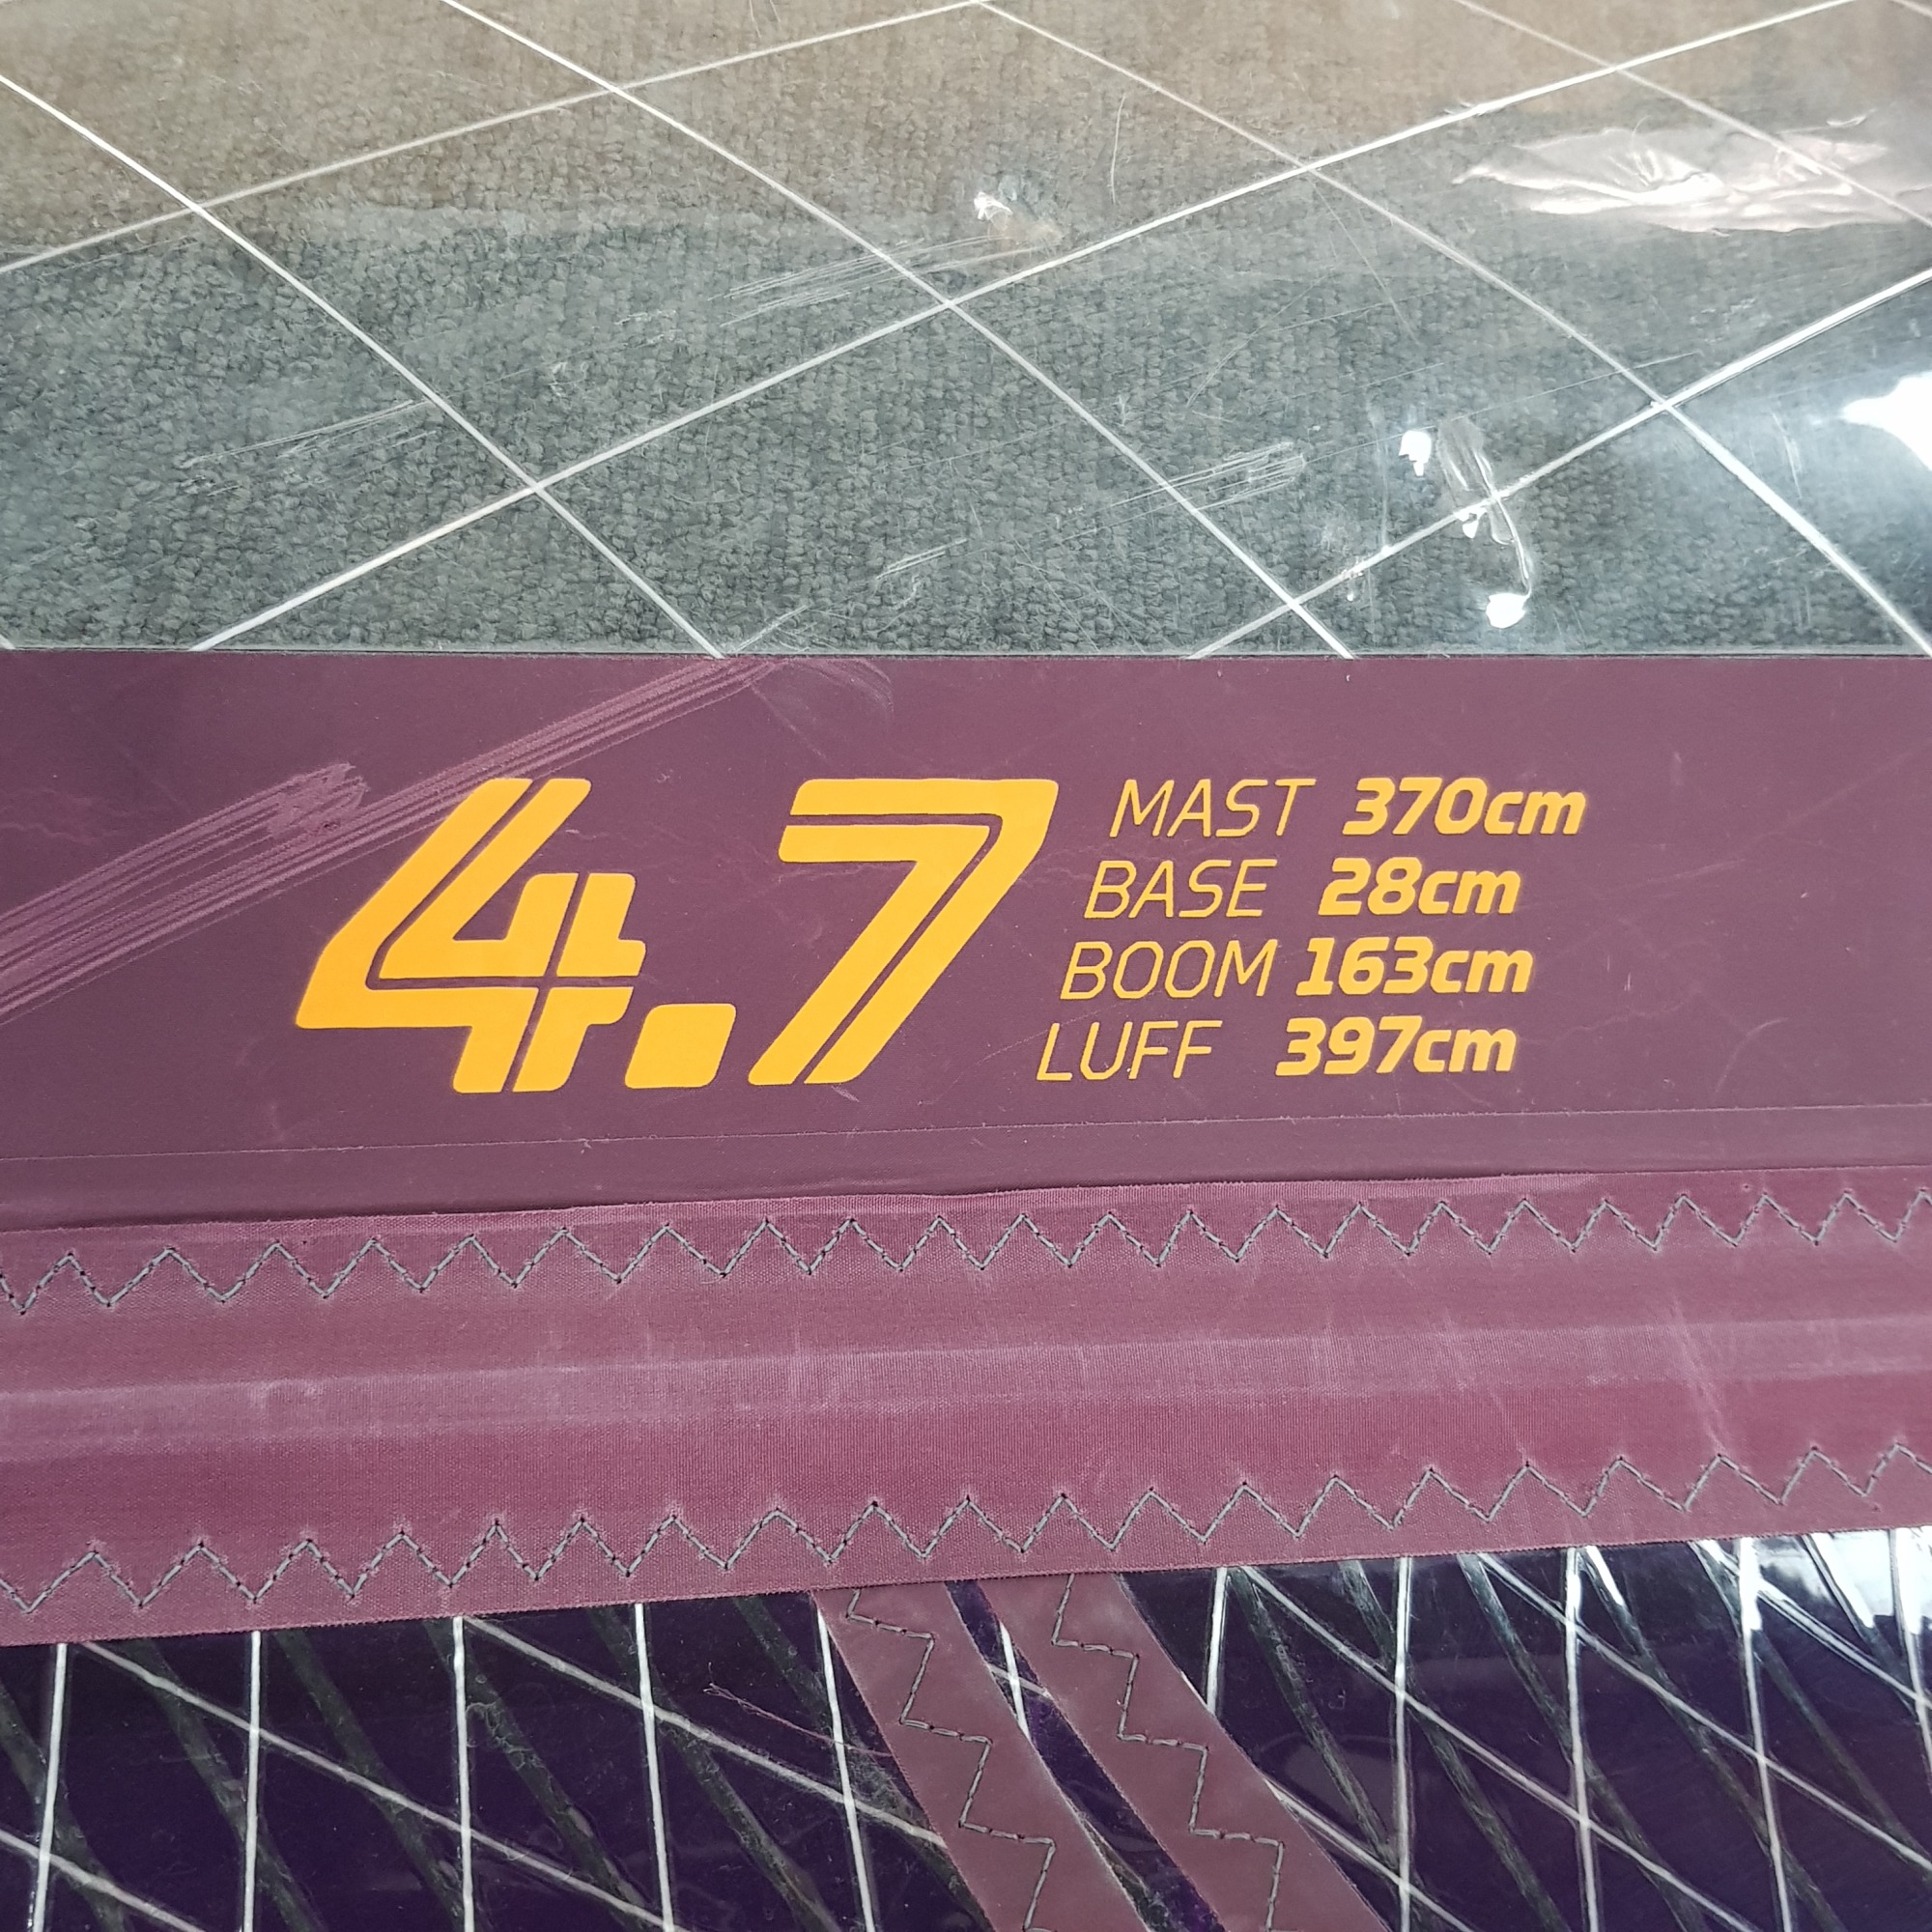 4.7
MAST 370cm
BASE 28cm
BOOM 163cm
LUFF 397cm